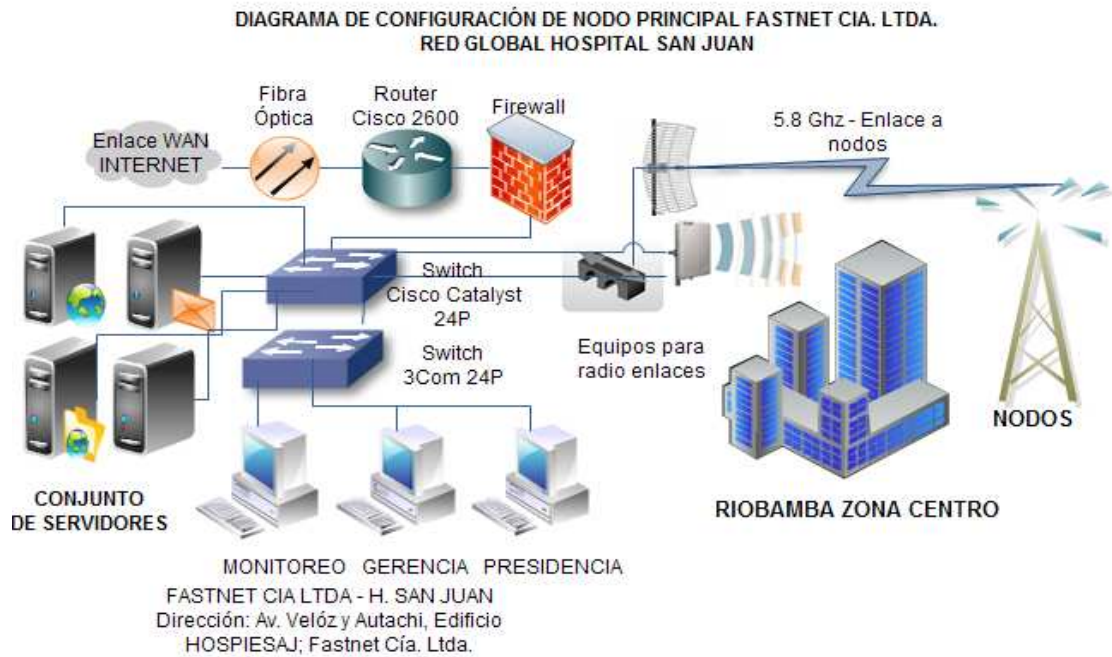 DIAGRAMA DE CONFIGURACIÓN DE NODO PRINCIPAL FASTNET CIA. LTDA.
RED GLOBAL HOSPITAL SAN JUAN
Enlace WAN
INTERNET
Fibra
Óptica
Router
Cisco 2600
Firewall
5.8 Ghz - Enlace a
nodos
Switch
Cisco Catalyst
24P
Switch
3Com 24P
Equipos para
radio enlaces
NODOS
CONJUNTO
DE SERVIDORES
RIOBAMBA ZONA CENTRO
MONITOREO GERENCIA PRESIDENCIA
FASTNET CIA LTDA - H. SAN JUAN
Dirección: Av. Velóz y Autachi, Edificio
HOSPIESAJ; Fastnet Cía. Ltda.